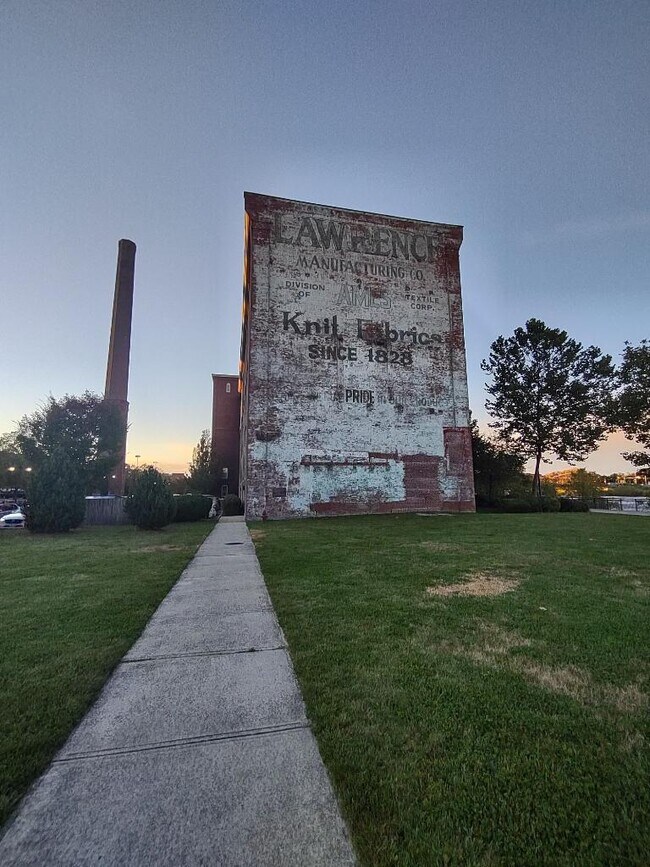 LAWRENCE
MANUFACTURING CO.
DIVISION OF AMES TEXTILE CORP.
Knit Fabrics
SINCE 1828
PRIDE